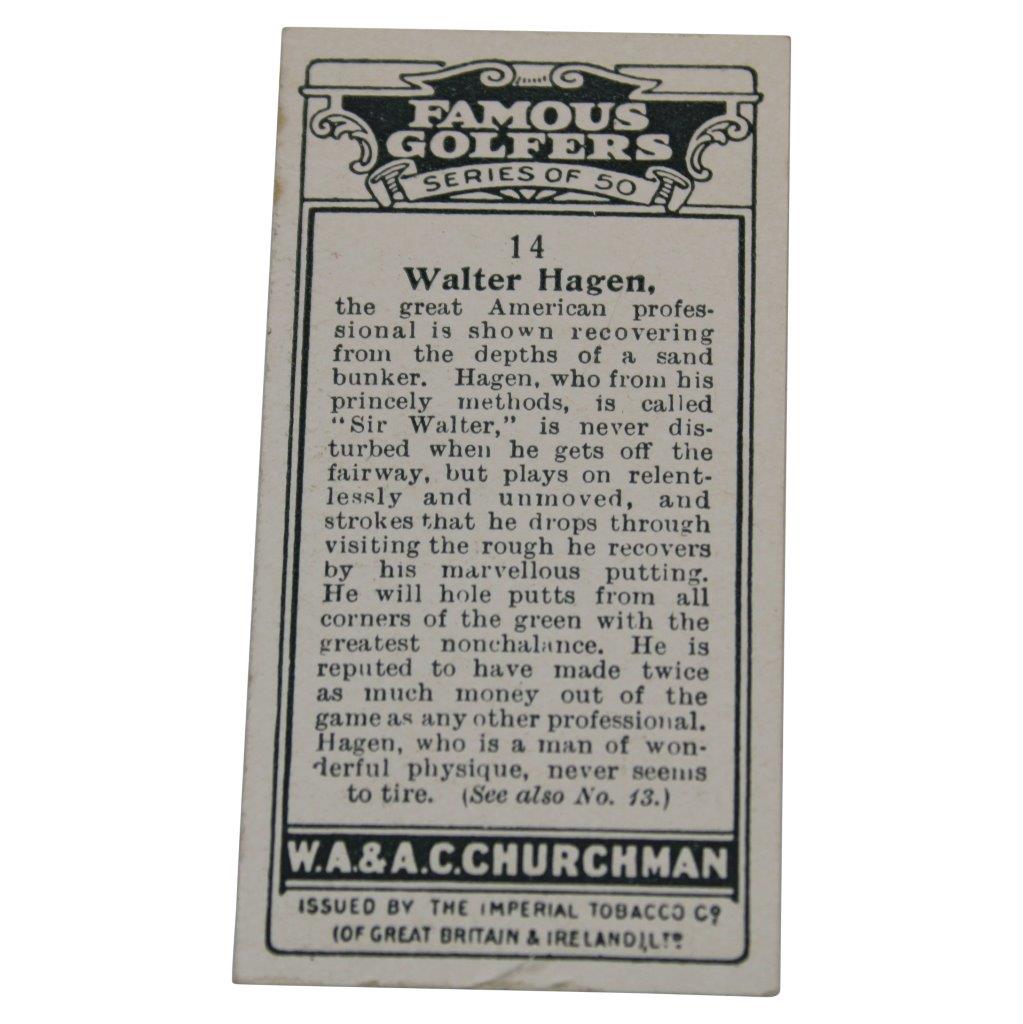 FAMOUS
GOLFERS
SERIES OF 50
14
Walter Hagen,
the great American profes-
sional is shown recovering
from the depths of a sand
bunker. Hagen, who from his
princely methods, is called
"Sir Walter," is never dis-
turbed when he gets off the
fairway, but plays on relent-
lessly and unmoved, and
strokes that he drops through
visiting the rough he recovers
by his marvellous putting.
He will hole putts from all
corners of the green with the
greatest nonchalance. He is
reputed to have made twice
as much money out of the
game as any other professional.
Hagen, who is a man of won-
derful physique, never seems
to tire. (See also No. 13.)
W.A.& A.C.CHURCHMAN
ISSUED BY THE IMPERIAL TOBACCO Co
(OF GREAT BRITAIN & IRELAND), LTD